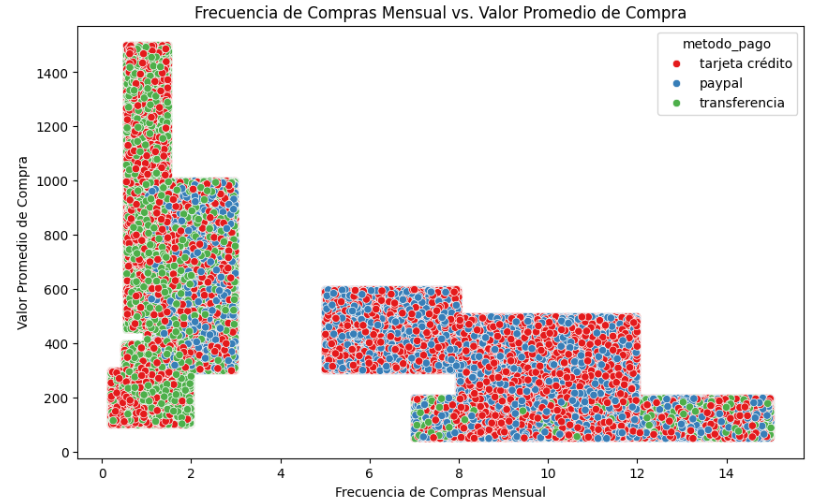 Frecuencia de Compras Mensual vs. Valor Promedio de Compra
metodo_pago
tarjeta crédito
paypal
transferencia
Valor Promedio de Compra
1400
1200
1000
800
600
400
200
0
0 2 4 6 8 10 12 14
Frecuencia de Compras Mensual